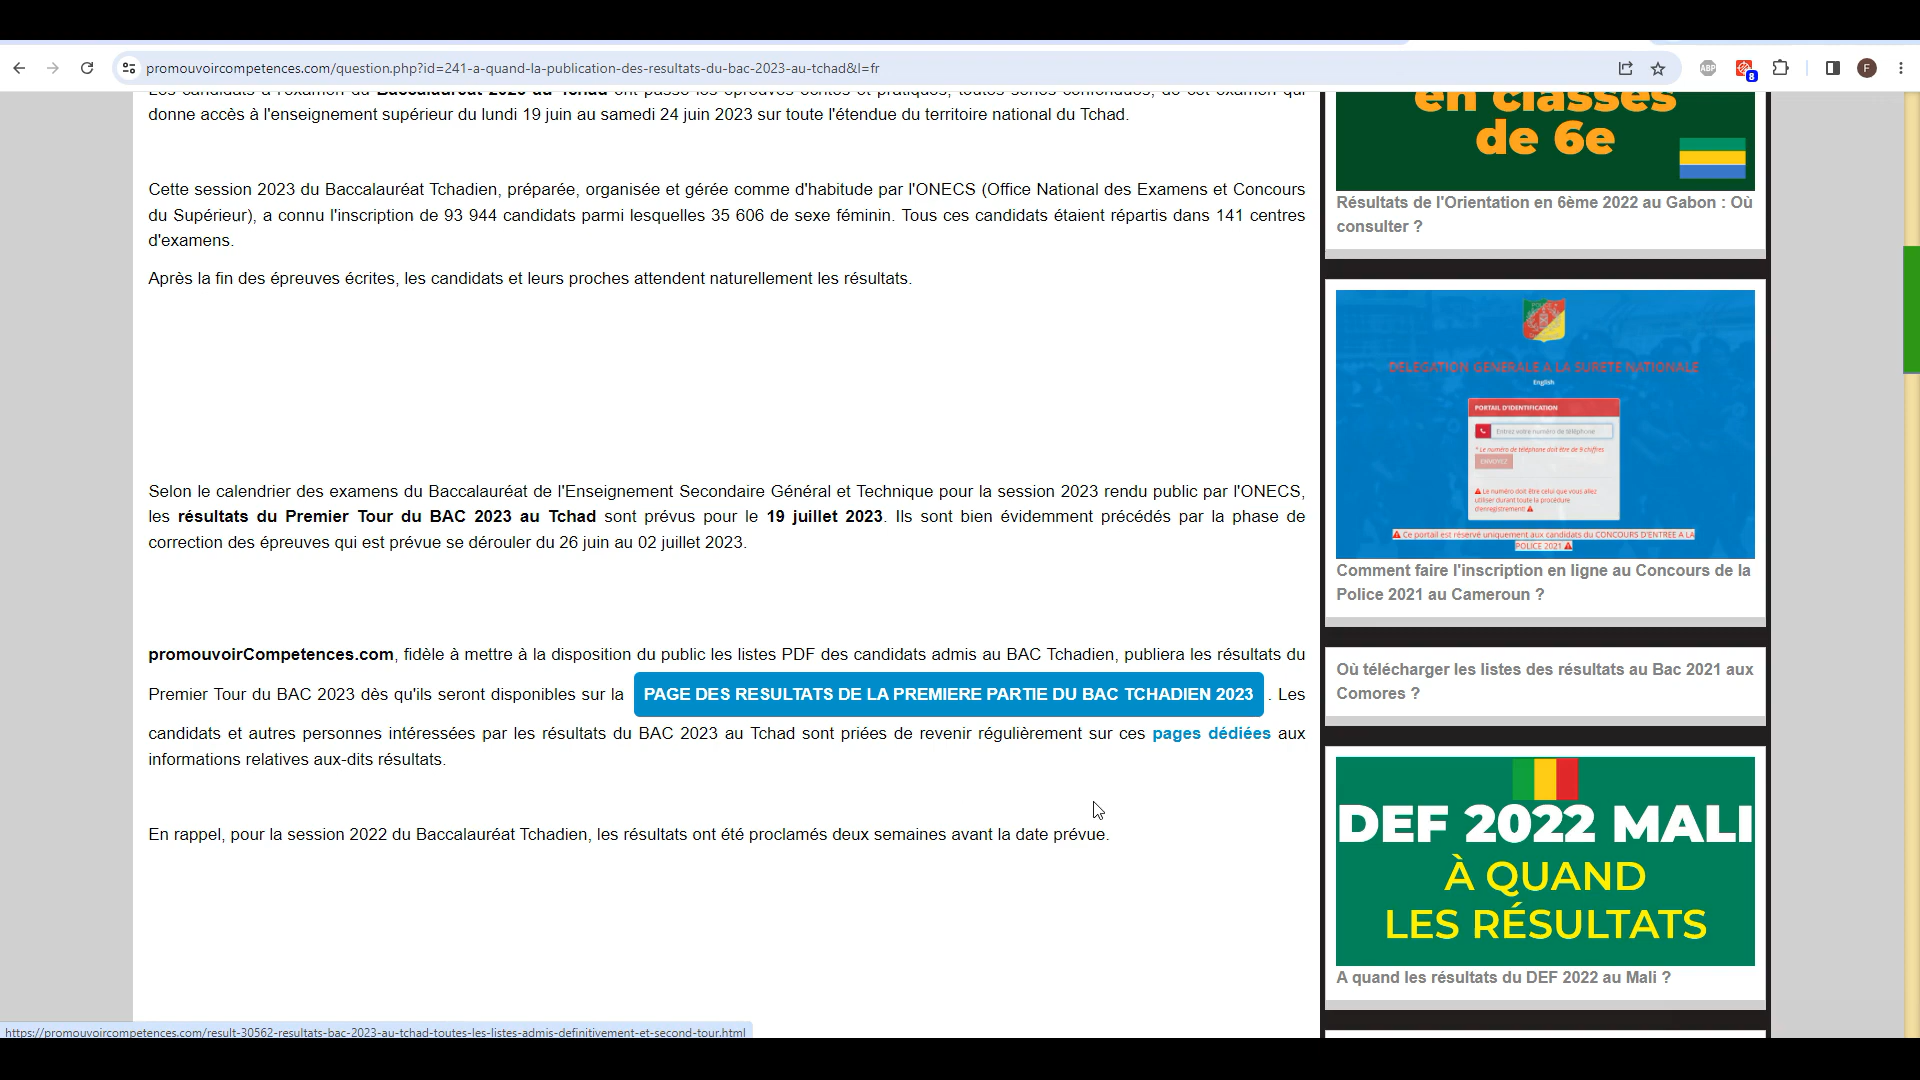 promouvoircompetences.com/question.php?id=241-a-quand-la-publication-des-resultats-du-bac-2023-au-tchad&l=fr
ABP
8
F
Les candidats à l'examen du Baccalauréat 2023 au Tchad ont passé les épreuves écrites et pratiques, toutes séries confondues, de cet examen qui
donne accès à l'enseignement supérieur du lundi 19 juin au samedi 24 juin 2023 sur toute l'étendue du territoire national du Tchad.
Cette session 2023 du Baccalauréat Tchadien, préparée, organisée et gérée comme d'habitude par l'ONECS (Office National des Examens et Concours
du Supérieur), a connu l'inscription de 93 944 candidats parmi lesquelles 35 606 de sexe féminin. Tous ces candidats étaient répartis dans 141 centres
d'examens.
Après la fin des épreuves écrites, les candidats et leurs proches attendent naturellement les résultats.
Selon le calendrier des examens du Baccalauréat de l'Enseignement Secondaire Général et Technique pour la session 2023 rendu public par l'ONECS,
les résultats du Premier Tour du BAC 2023 au Tchad sont prévus pour le 19 juillet 2023. Ils sont bien évidemment précédés par la phase de
correction des épreuves qui est prévue se dérouler du 26 juin au 02 juillet 2023.
promouvoirCompetences.com, fidèle à mettre à la disposition du public les listes PDF des candidats admis au BAC Tchadien, publiera les résultats du
Premier Tour du BAC 2023 dès qu'ils seront disponibles sur la PAGE DES RESULTATS DE LA PREMIERE PARTIE DU BAC TCHADIEN 2023 . Les
candidats et autres personnes intéressées par les résultats du BAC 2023 au Tchad sont priées de revenir régulièrement sur ces pages dédiées aux
informations relatives aux-dits résultats.
En rappel, pour la session 2022 du Baccalauréat Tchadien, les résultats ont été proclamés deux semaines avant la date prévue.
en classes
de 6e
Résultats de l'Orientation en 6ème 2022 au Gabon : Où
consulter ?
DELEGATION GENERALE A LA SURETE NATIONALE
English
PORTAIL D'IDENTIFICATION
Entrez votre numéro de téléphone
* Le numéro de téléphone doit être de 9 chiffres
ENVOYEZ
Le numéro doit être celui que vous allez
utiliser durant toute la procédure
d'enregistrement!
Ce portail est réservé uniquement aux candidats du CONCOURS D'ENTREE A LA
POLICE 2021
Comment faire l'inscription en ligne au Concours de la
Police 2021 au Cameroun ?
Où télécharger les listes des résultats au Bac 2021 aux
Comores ?
DEF 2022 MALI
À QUAND
LES RÉSULTATS
A quand les résultats du DEF 2022 au Mali ?
https://promouvoircompetences.com/result-30562-resultats-bac-2023-au-tchad-toutes-les-listes-admis-definitivement-et-second-tour.html